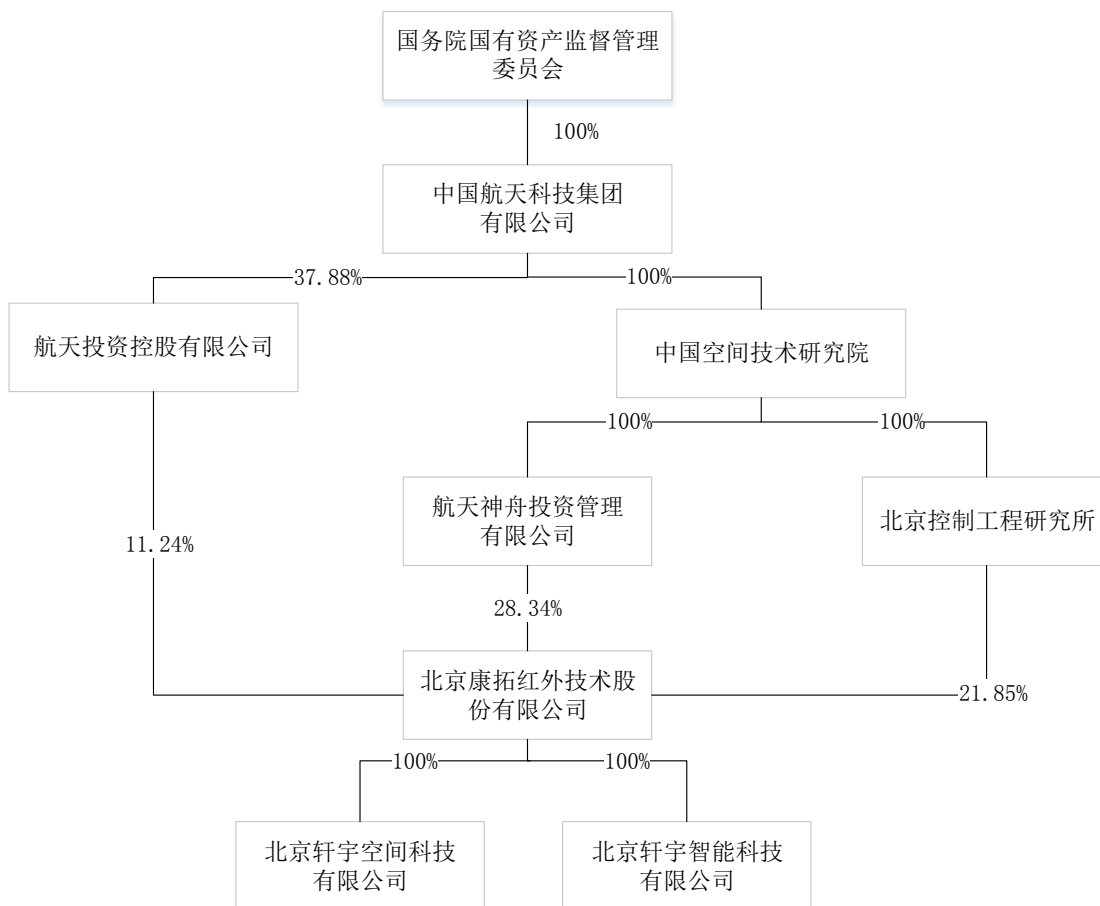 国务院国有资产监督管理
委员会
100%
中国航天科技集团
有限公司
37.88%
100%
航天投资控股有限公司
中国空间技术研究院
100%
100%
航天神舟投资管理
有限公司
北京控制工程研究所
11.24%
28.34%
北京康拓红外技术股
份有限公司
21.85%
100%
100%
北京轩宇空间科技
有限公司
北京轩宇智能科技
有限公司